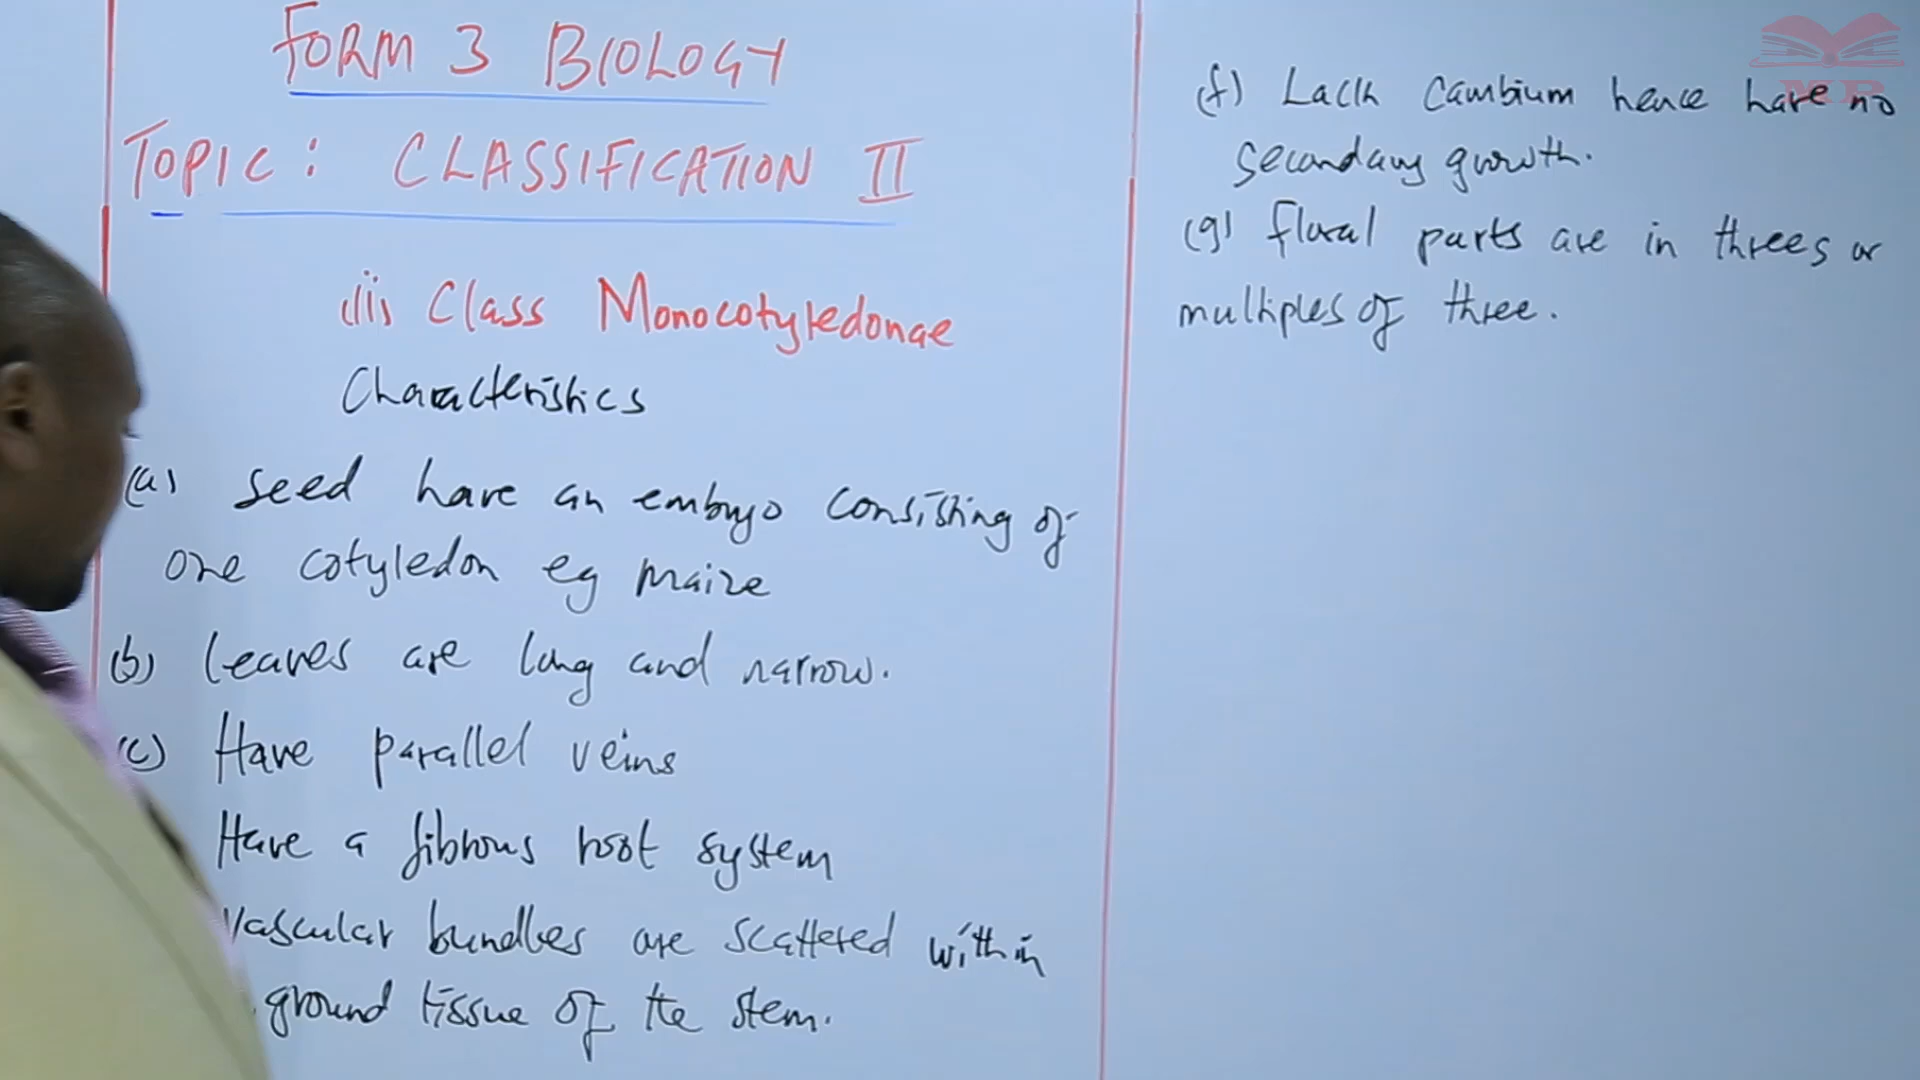 FORM 3 BIOLOGY
TOPIC: CLASSIFICATION II
(ii) Class Monocotyledonae
Characteristics
(a) Seed have an embryo consisting of
one cotyledon eg Maize
(b) Leaves are long and narrow.
(c) Have parallel veins
Have a fibrous root system
Vascular bundles are scattered within
ground tissue of the stem.
(f) Lack Cambium hence have no
Secondary growth.
(g) Floral parts are in threes or
multiples of three.
MP